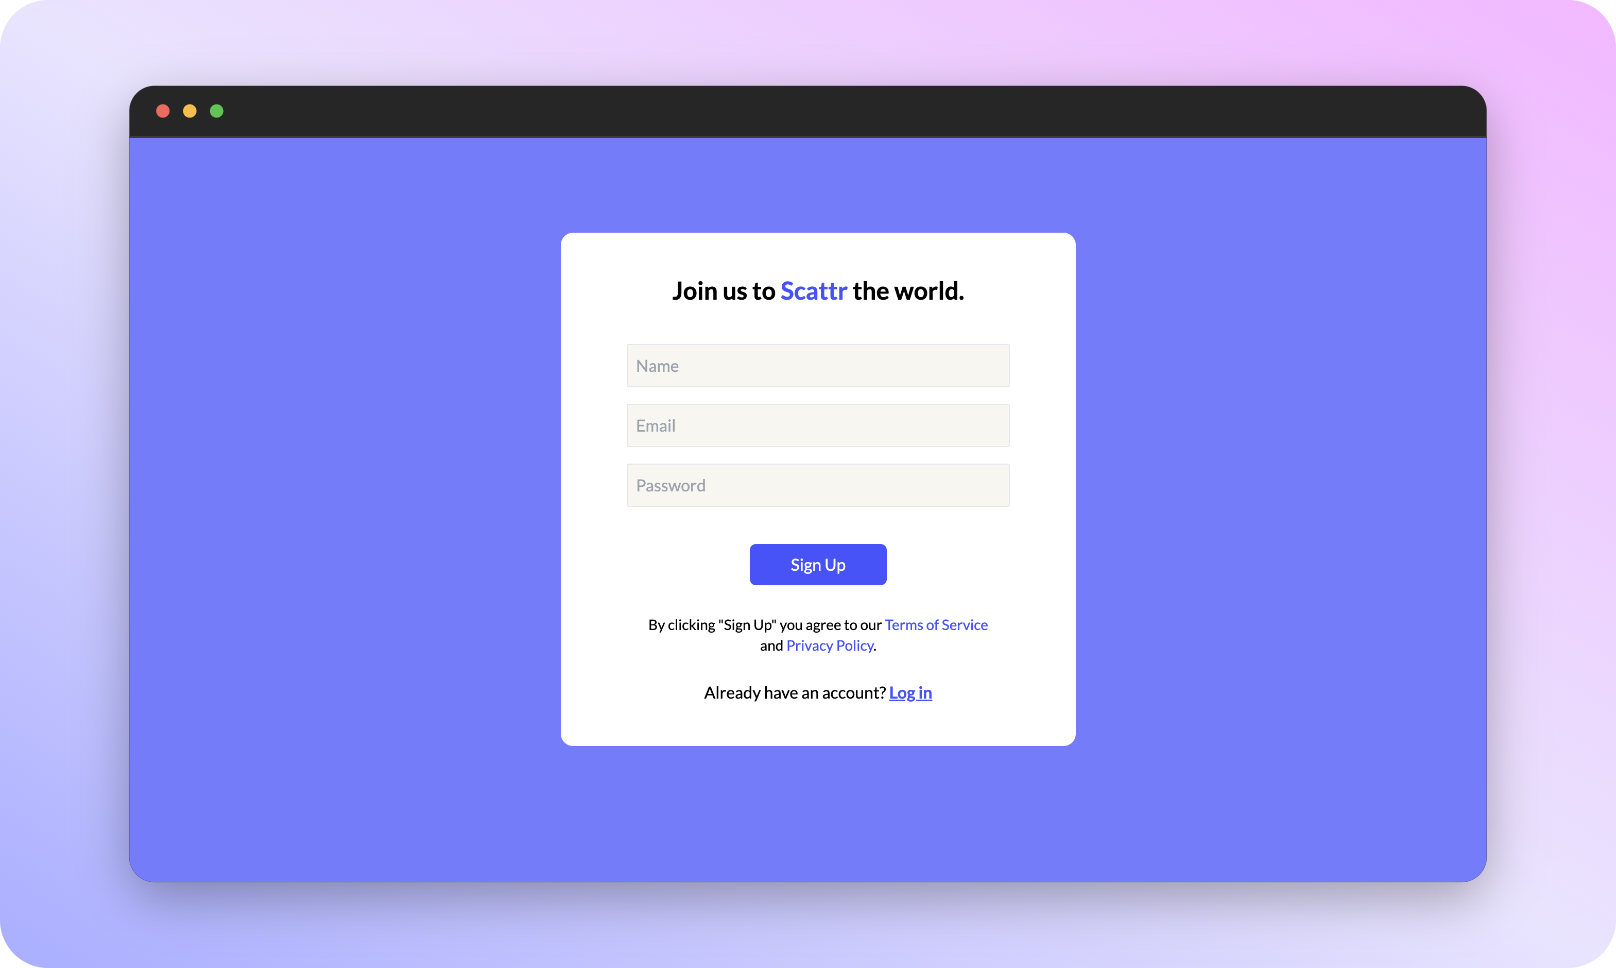 Join us to Scattr the world.
Name
Email
Password
Sign Up
By clicking "Sign Up" you agree to our Terms of Service
and Privacy Policy.
Already have an account? Log in